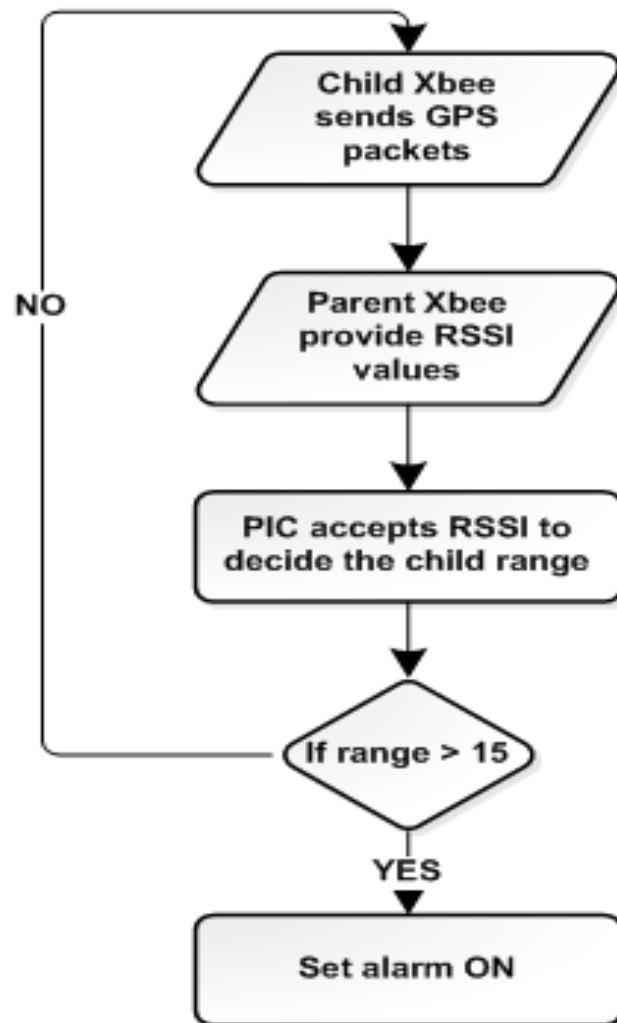 Child Xbee
sends GPS
packets
Parent Xbee
provide RSSI
values
PIC accepts RSSI to
decide the child range
If range > 15
NO
YES
Set alarm ON